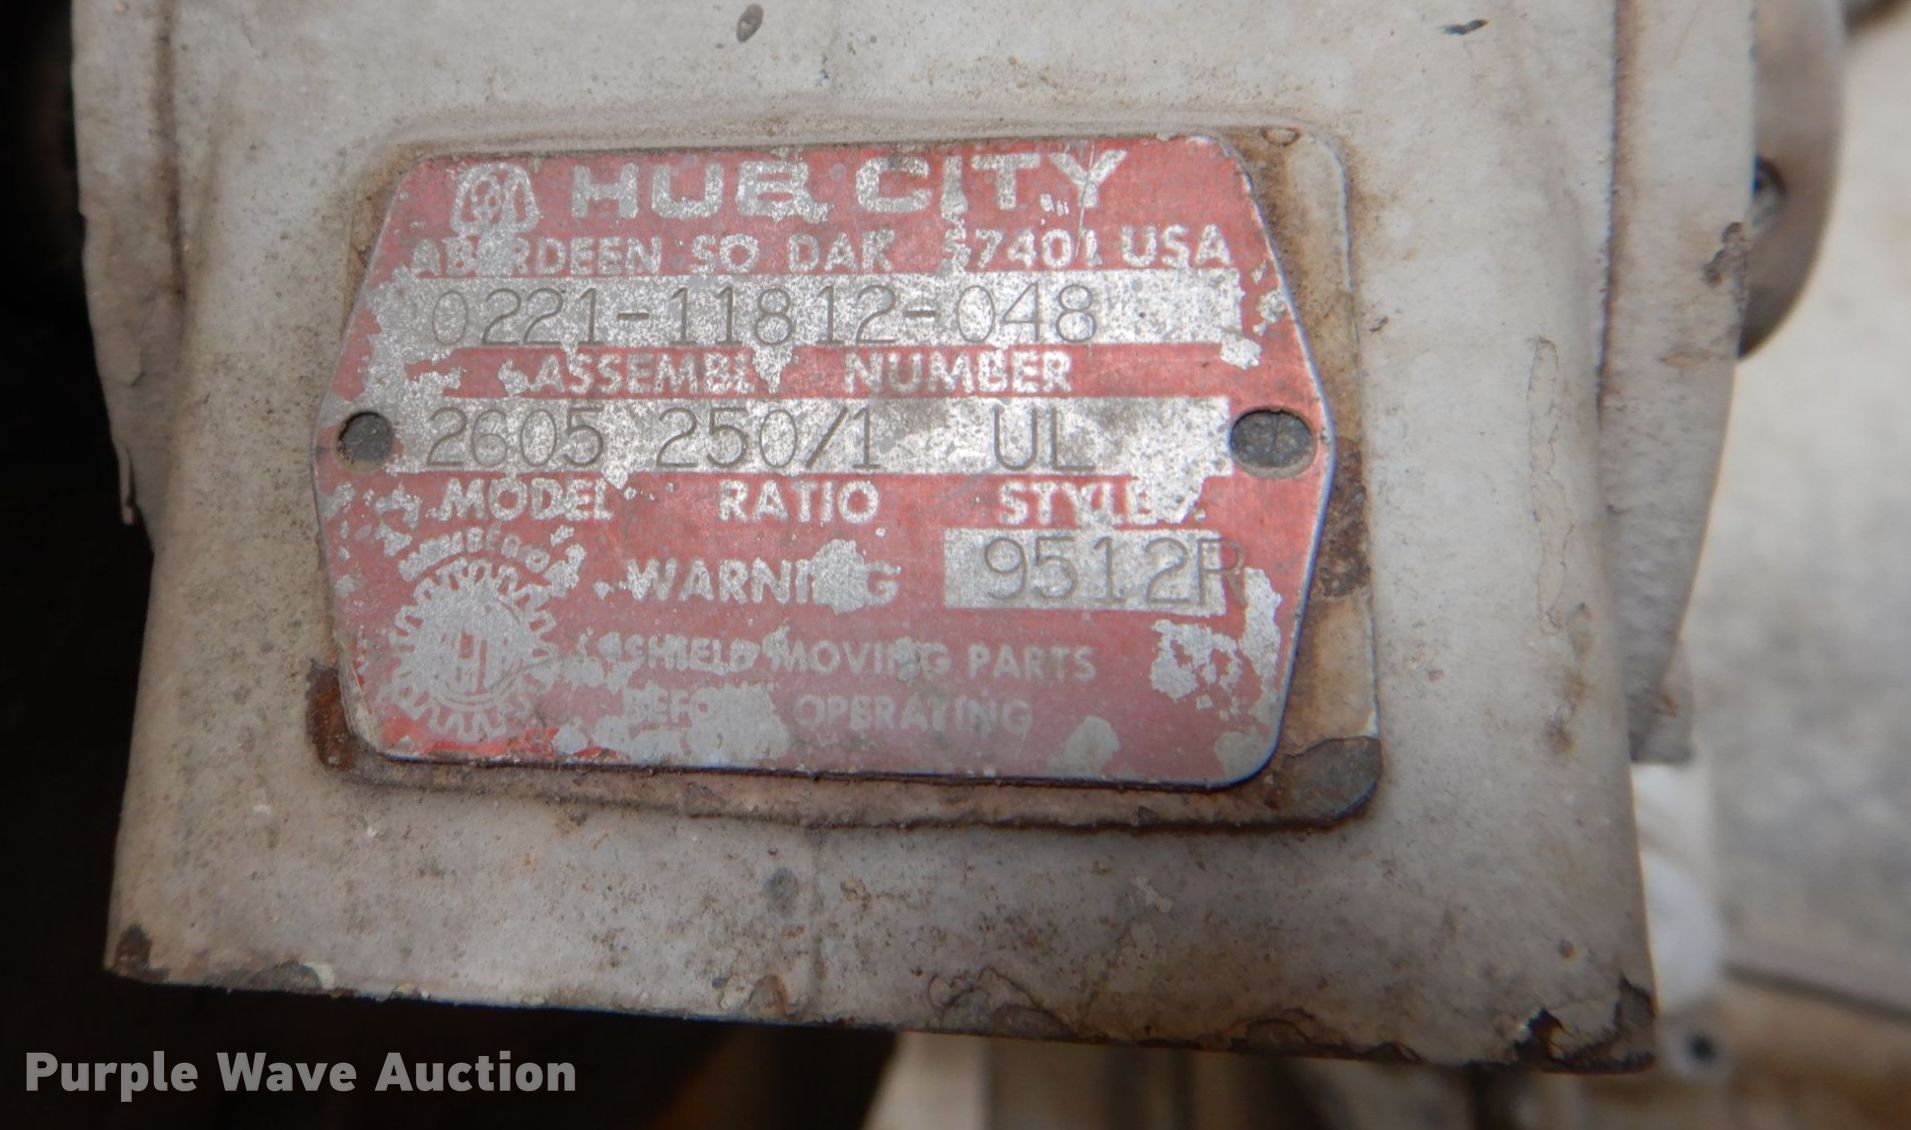 HUB CITY
ABERDEEN SO DAK 57401 USA
0221-11812-048
ASSEMBLY NUMBER
2605 250/1 UL
MODEL RATIO STYLE
WARNING 9512R
SHIELD MOVING PARTS
BEFORE OPERATING
Purple Wave Auction